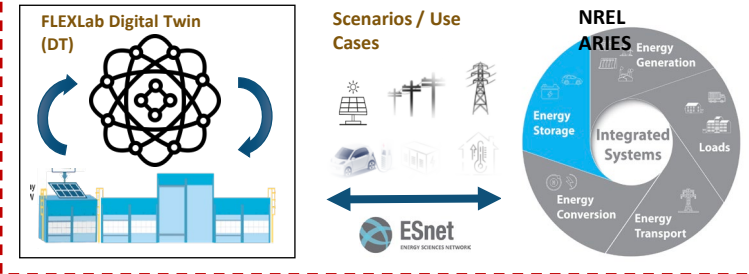 FLEXLab Digital Twin
(DT)
Scenarios / Use
Cases
NREL
ARIES
Energy
Generation
Energy
Storage
Integrated
Systems
Loads
Energy
Conversion
Energy
Transport
ESnet
ENERGY SCIENCES NETWORK